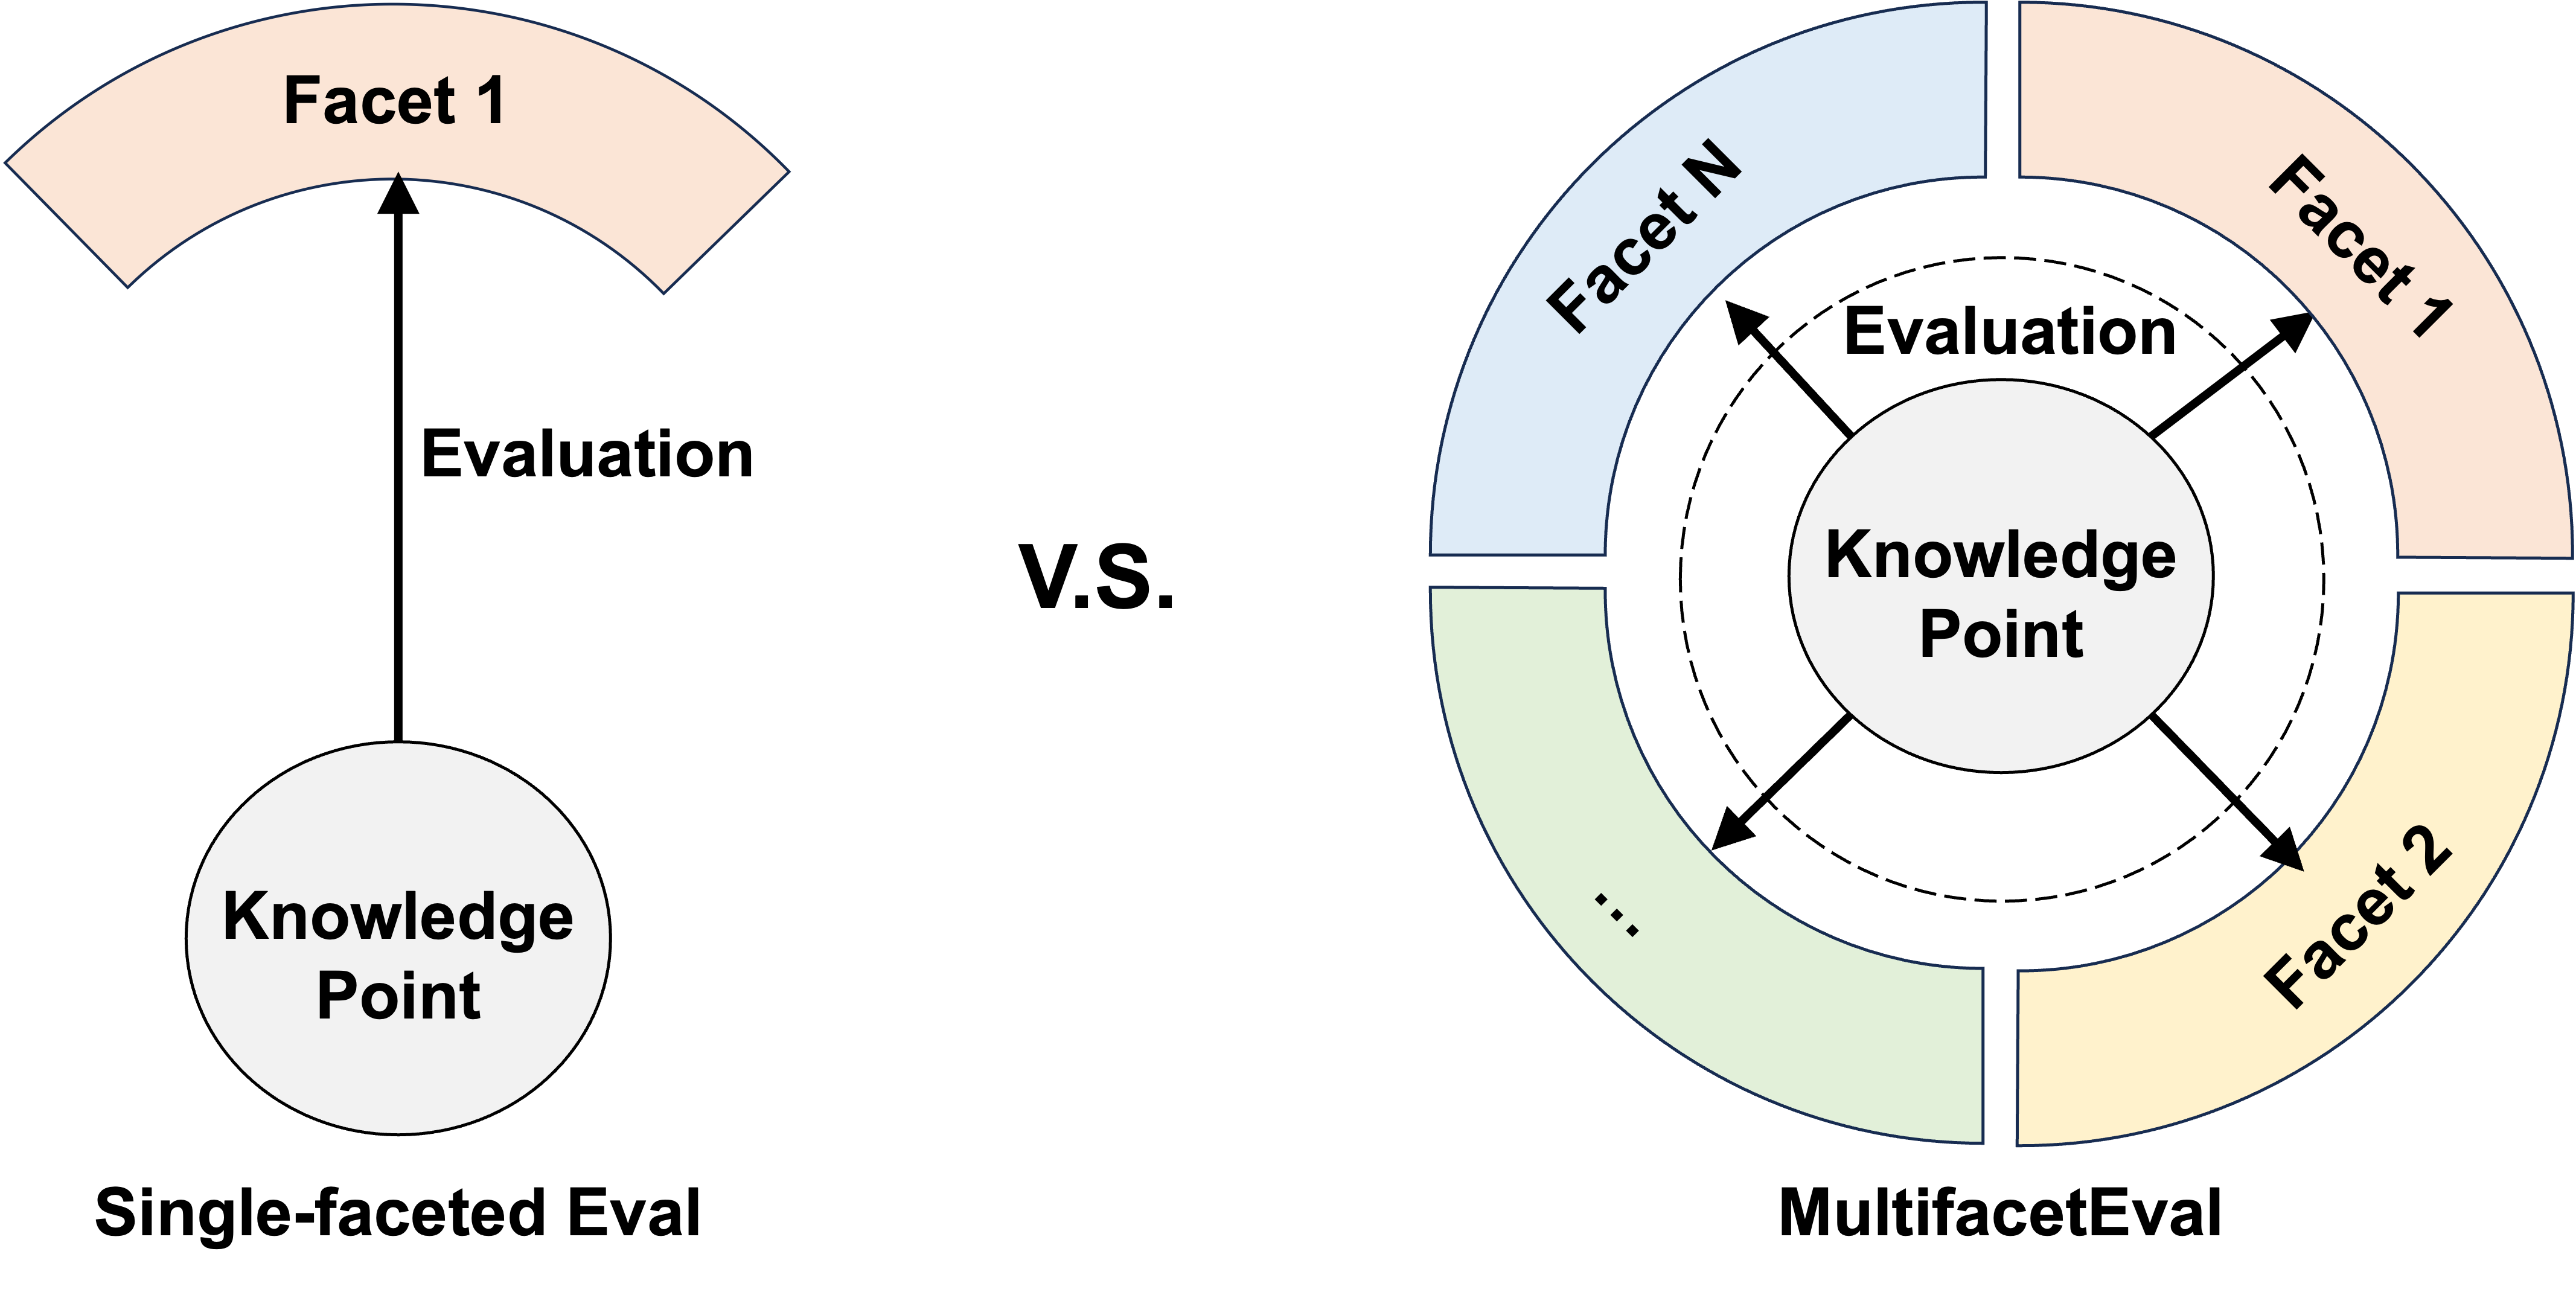 Facet 1
Evaluation
Knowledge
Point
Single-faceted Eval
V.S.
Facet N
Facet 1
Evaluation
Knowledge
Point
...
Facet 2
MultifacetEval